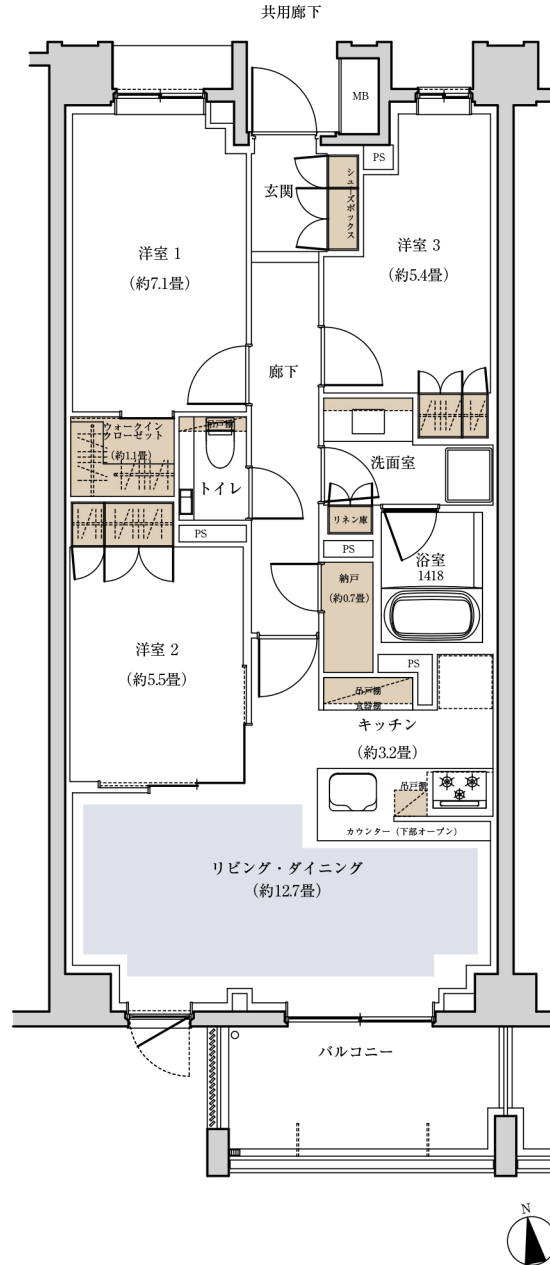 共用廊下
MB
PS
玄関
シューズボックス
洋室 1
(約7.1畳)
洋室 3
(約5.4畳)
廊下
ウォークイン
クローゼット
(約1.1畳)
吊戸棚
トイレ
洗面室
PS
リネン庫
PS
浴室
1418
納戸
(約0.7畳)
洋室 2
(約5.5畳)
PS
吊戸棚
食器棚
キッチン
(約3.2畳)
吊戸棚
カウンター（下部オープン）
リビング・ダイニング
(約12.7畳)
バルコニー
N